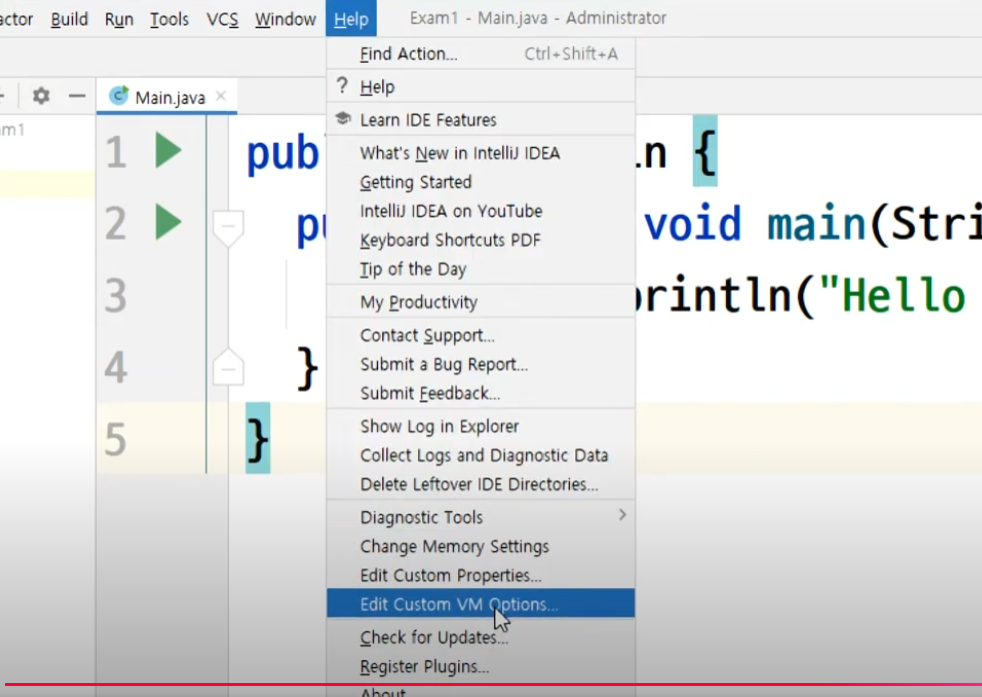 actor Build Run Tools VCS Window Help Exam1 - Main.java - Administrator
Find Action... Ctrl+Shift+A
? Help
Main.java
Learn IDE Features
m1
1 pub n {
What's New in IntelliJ IDEA
Getting Started
IntelliJ IDEA on YouTube
2 pu void main(Stri
Keyboard Shortcuts PDF
Tip of the Day
3 println("Hello
My Productivity
Contact Support...
Submit a Bug Report...
4 }
Submit Feedback...
Show Log in Explorer
5 }
Collect Logs and Diagnostic Data
Delete Leftover IDE Directories...
Diagnostic Tools
Change Memory Settings
Edit Custom Properties...
Edit Custom VM Options...
Check for Updates...
Register Plugins...
About